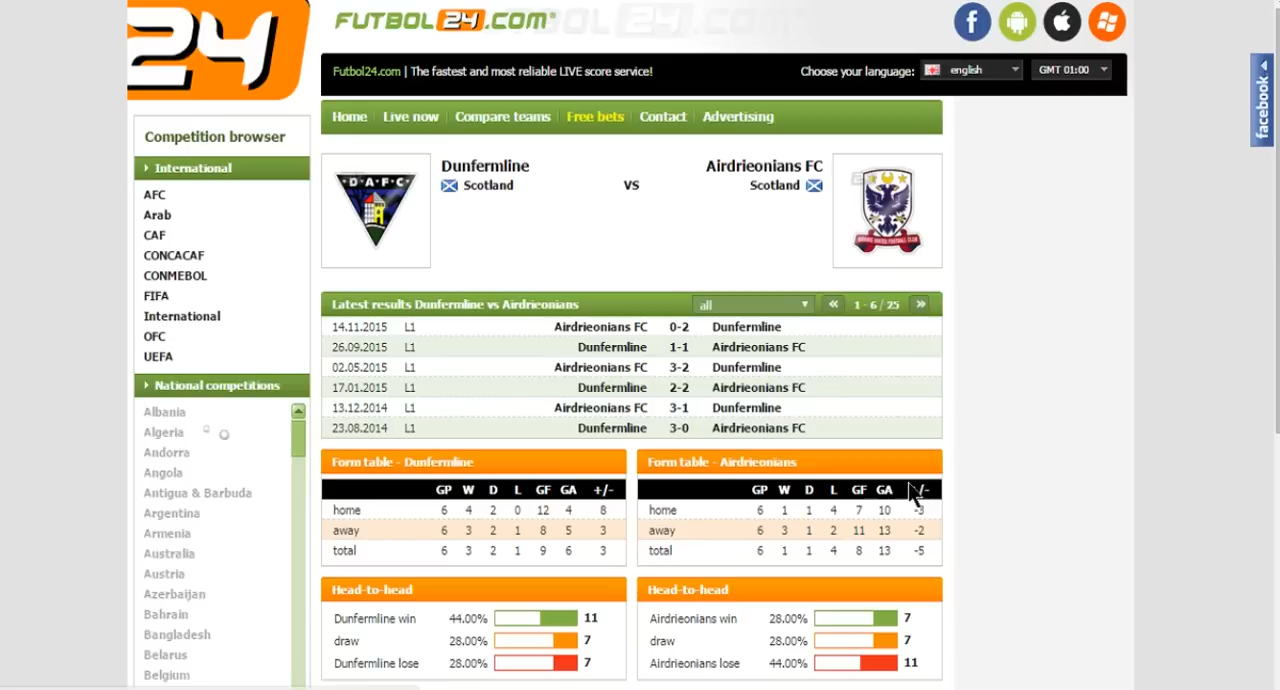 24
FUTBOL24.COM
Futbol24.com | The fastest and most reliable LIVE score service!
Choose your language: english GMT 01:00
facebook
Home Live now Compare teams Free bets Contact Advertising
Competition browser
International
AFC
Arab
CAF
CONCACAF
CONMEBOL
FIFA
International
OFC
UEFA
National competitions
Albania
Algeria
Andorra
Angola
Antigua & Barbuda
Argentina
Armenia
Australia
Austria
Azerbaijan
Bahrain
Bangladesh
Belarus
Belgium
D·A·F·C
Dunfermline
Scotland
VS
Airdrieonians FC
Scotland
Latest results Dunfermline vs Airdrieonians all « 1 - 6 / 25 »
14.11.2015 L1 Airdrieonians FC 0-2 Dunfermline
26.09.2015 L1 Dunfermline 1-1 Airdrieonians FC
02.05.2015 L1 Airdrieonians FC 3-2 Dunfermline
17.01.2015 L1 Dunfermline 2-2 Airdrieonians FC
13.12.2014 L1 Airdrieonians FC 3-1 Dunfermline
23.08.2014 L1 Dunfermline 3-0 Airdrieonians FC
Form table - Dunfermline
GP W D L GF GA +/-
home 6 4 2 0 12 4 8
away 6 3 2 1 8 5 3
total 6 3 2 1 9 6 3
Form table - Airdrieonians
GP W D L GF GA +/-
home 6 1 1 4 7 10 -3
away 6 3 1 2 11 13 -2
total 6 1 1 4 8 13 -5
Head-to-head
Dunfermline win 44.00% 11
draw 28.00% 7
Dunfermline lose 28.00% 7
Head-to-head
Airdrieonians win 28.00% 7
draw 28.00% 7
Airdrieonians lose 44.00% 11